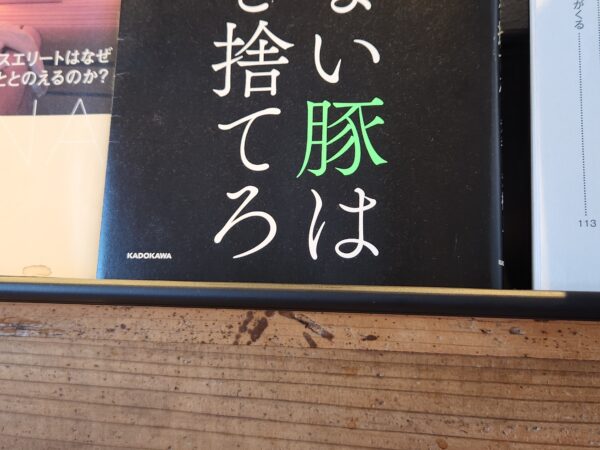 スエリートはなぜ
ととのえるのか?
NA
い豚は
捨てろ
KADOKAWA
がくる
113